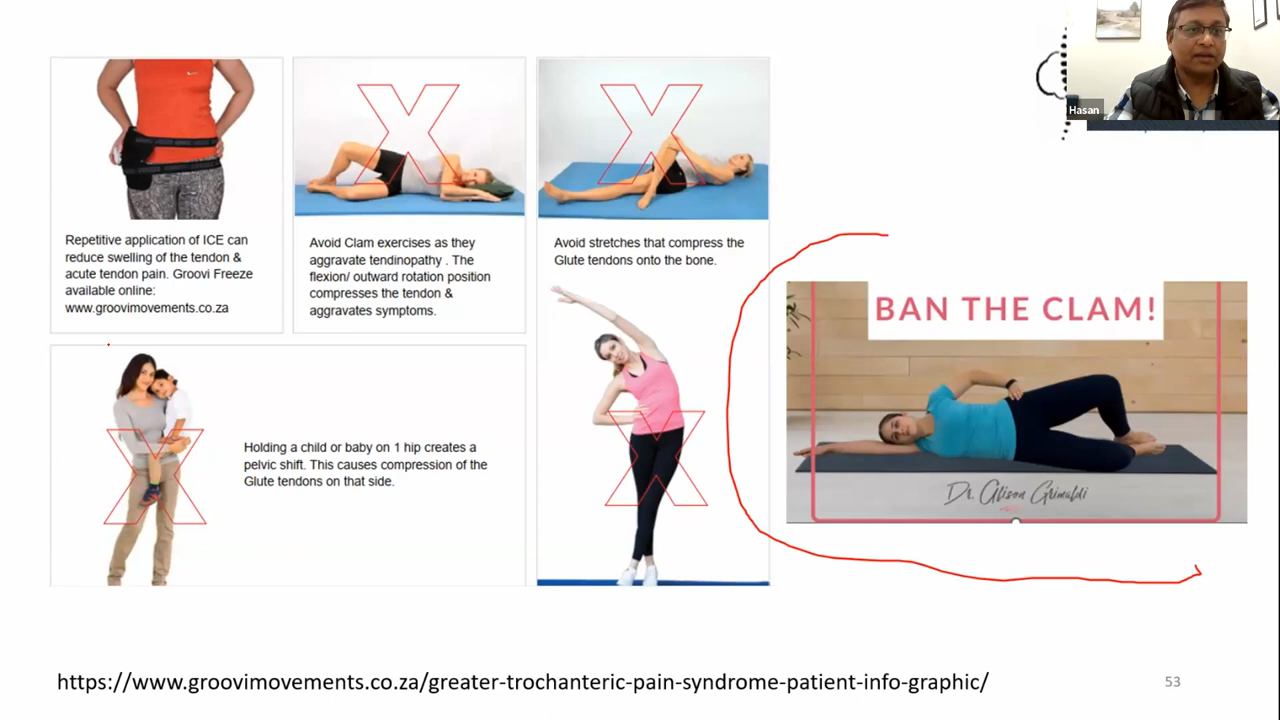 Hasan
Repetitive application of ICE can
reduce swelling of the tendon &
acute tendon pain. Groovi Freeze
available online:
www.groovimovements.co.za
Avoid Clam exercises as they
aggravate tendinopathy . The
flexion/ outward rotation position
compresses the tendon &
aggravates symptoms.
Avoid stretches that compress the
Glute tendons onto the bone.
Holding a child or baby on 1 hip creates a
pelvic shift. This causes compression of the
Glute tendons on that side.
BAN THE CLAM!
Dr. Alison Grimaldi
https://www.groovimovements.co.za/greater-trochanteric-pain-syndrome-patient-info-graphic/
53